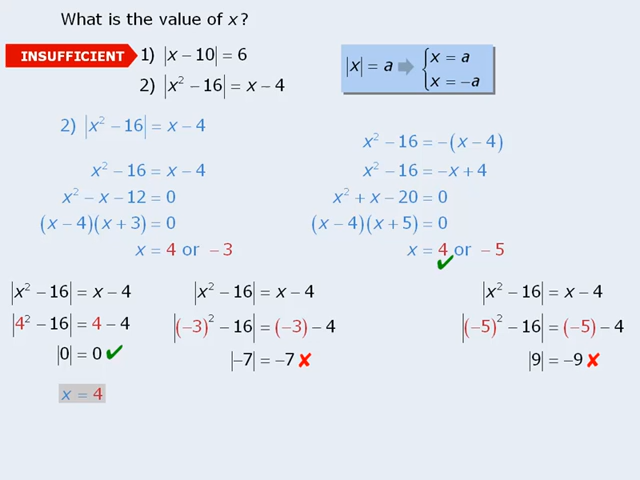 What is the value of x?
INSUFFICIENT 1) |x − 10| = 6
2) |x² − 16| = x − 4
|x| = a ➡ { x = a
x = −a
2) |x² − 16| = x − 4
x² − 16 = x − 4
x² − x − 12 = 0
(x − 4)(x + 3) = 0
x = 4 or − 3
x² − 16 = −(x − 4)
x² − 16 = −x + 4
x² + x − 20 = 0
(x − 4)(x + 5) = 0
x = 4 or − 5
✔
|x² − 16| = x − 4
|4² − 16| = 4 − 4
|0| = 0 ✔
x = 4
|x² − 16| = x − 4
|(−3)² − 16| = (−3) − 4
|−7| = −7 ✘
|x² − 16| = x − 4
|(−5)² − 16| = (−5) − 4
|9| = −9 ✘